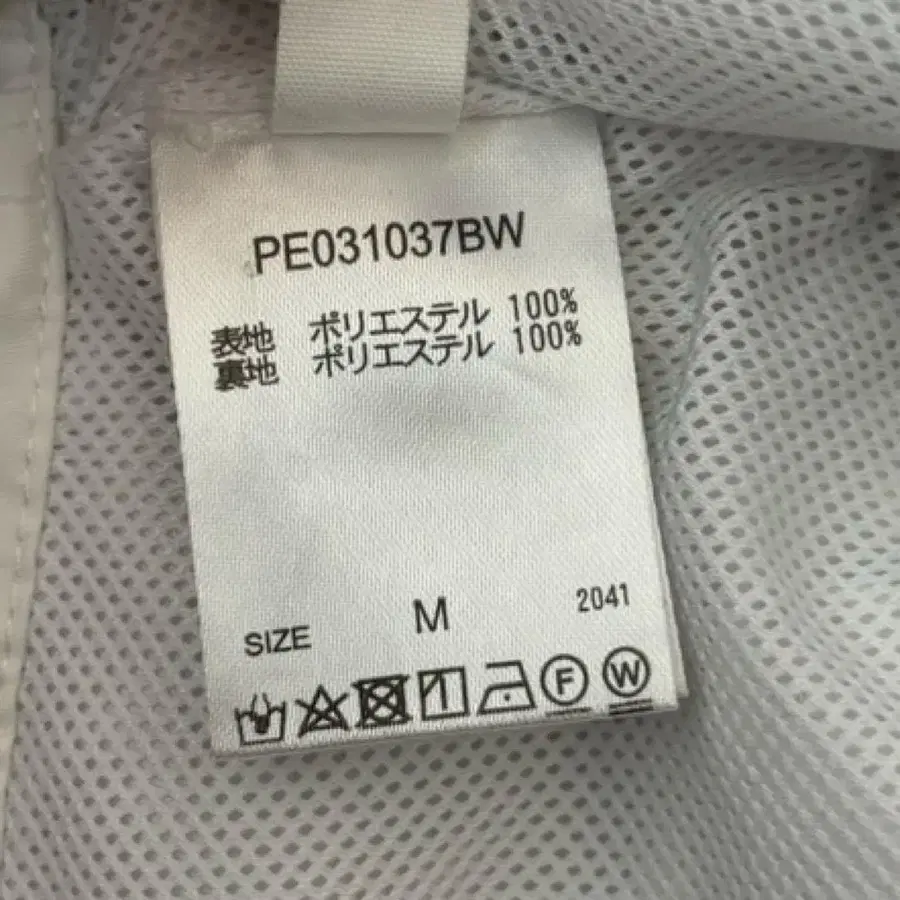 PE031037BW
表地 ポリエステル 100%
裏地 ポリエステル 100%
SIZE M 2041
F W